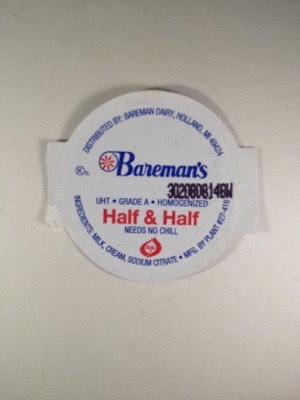 DISTRIBUTED BY: BAREMAN DAIRY, HOLLAND, MI 49424
Bareman's
302080814BW
UHT • GRADE A • HOMOGENIZED
Half & Half
NEEDS NO CHILL
INGREDIENTS: MILK, CREAM, SODIUM CITRATE • MFG. BY PLANT #27-416